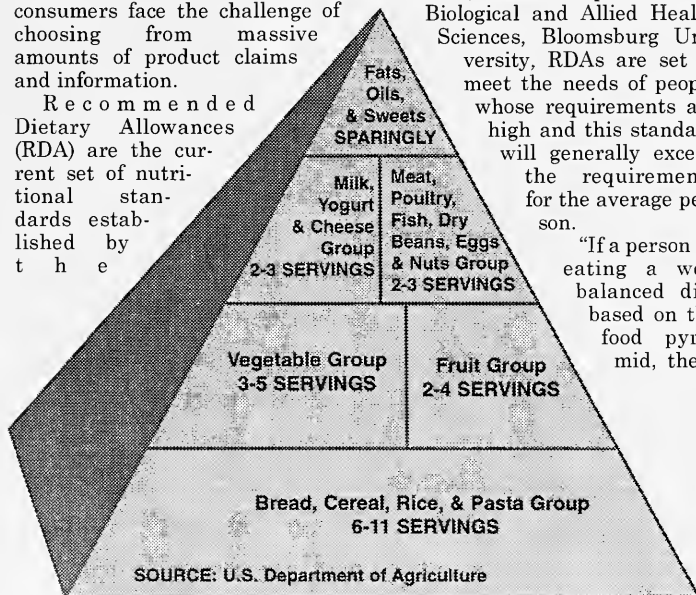 consumers face the challenge of
choosing from massive
amounts of product claims
and information.
Recommended
Dietary Allowances
(RDA) are the cur-
rent set of nutri-
tional stan-
dards estab-
lished by
the
Fats,
Oils,
& Sweets
SPARINGLY
Milk,
Yogurt
& Cheese
Group
2-3 SERVINGS
Meat,
Poultry,
Fish, Dry
Beans, Eggs
& Nuts Group
2-3 SERVINGS
Vegetable Group
3-5 SERVINGS
Fruit Group
2-4 SERVINGS
Bread, Cereal, Rice, & Pasta Group
6-11 SERVINGS
SOURCE: U.S. Department of Agriculture
Biological and Allied Heal
Sciences, Bloomsburg Un
versity, RDAs are set
meet the needs of peop
whose requirements a
high and this standa
will generally exce
the requiremen
for the average pe
son.
"If a person
eating a we
balanced di
based on t
food pyr
mid, the